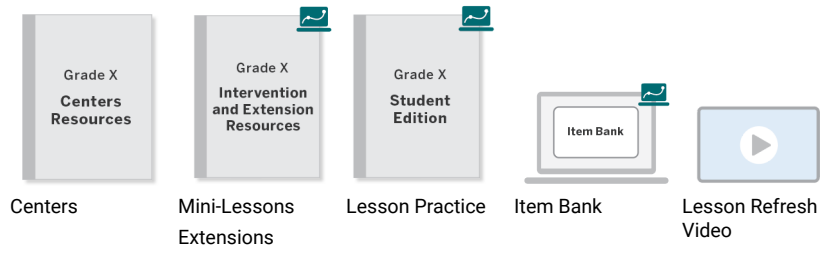 Grade X
Centers
Resources
Grade X
Intervention
and Extension
Resources
Grade X
Student
Edition
Item Bank
Centers
Mini-Lessons
Extensions
Lesson Practice
Item Bank
Lesson Refresh
Video